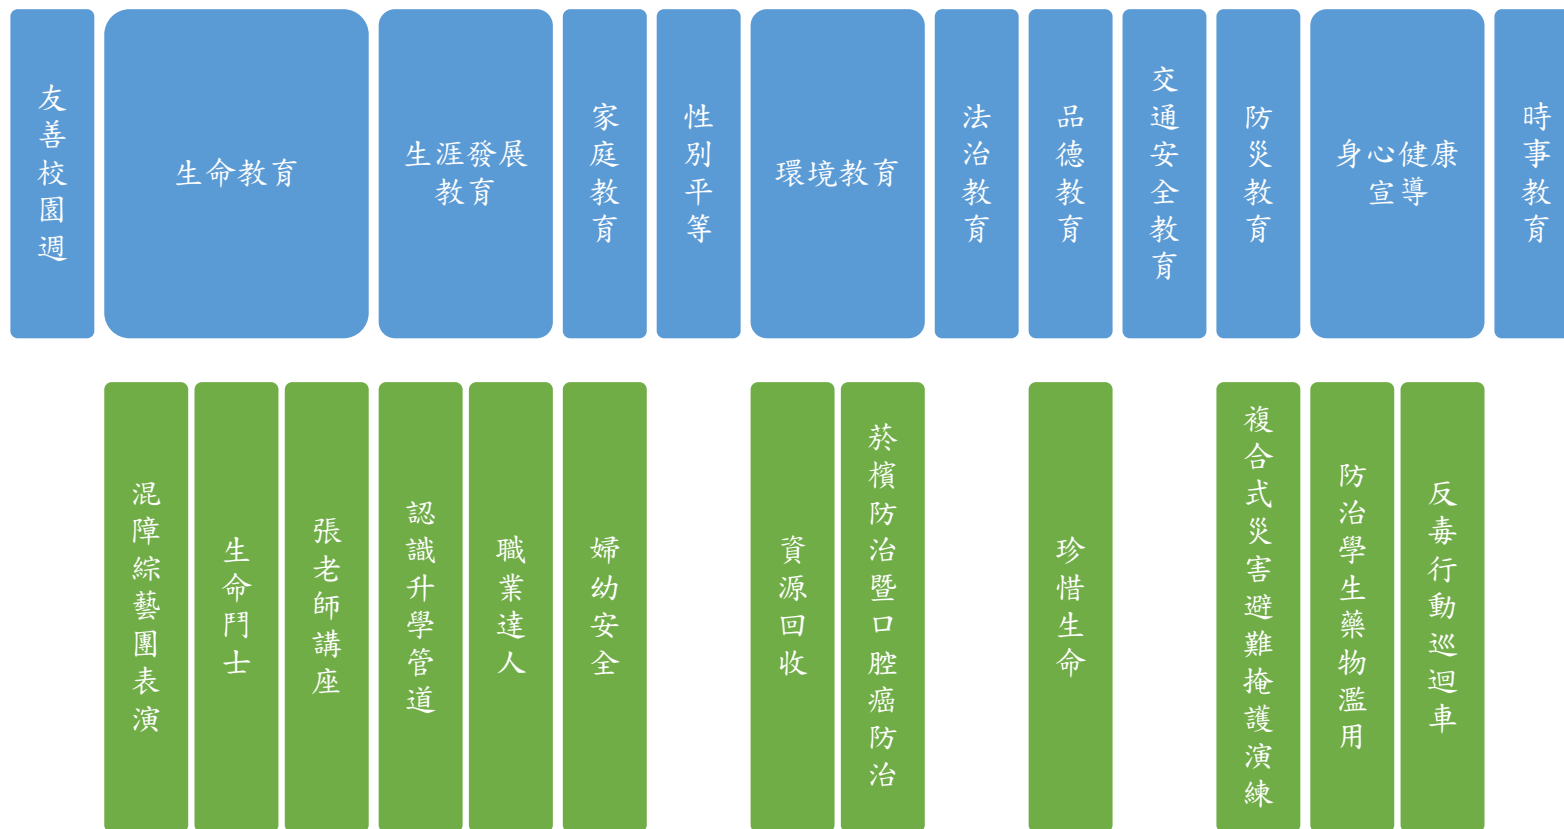 友善校園週
生命教育
生涯發展
教育
家庭教育
性別平等
環境教育
法治教育
品德教育
交通安全教育
防災教育
身心健康
宣導
時事教育
混障綜藝團表演
生命鬥士
張老師講座
認識升學管道
職業達人
婦幼安全
資源回收
菸檳防治暨口腔癌防治
珍惜生命
複合式災害避難掩護演練
防治學生藥物濫用
反毒行動巡迴車